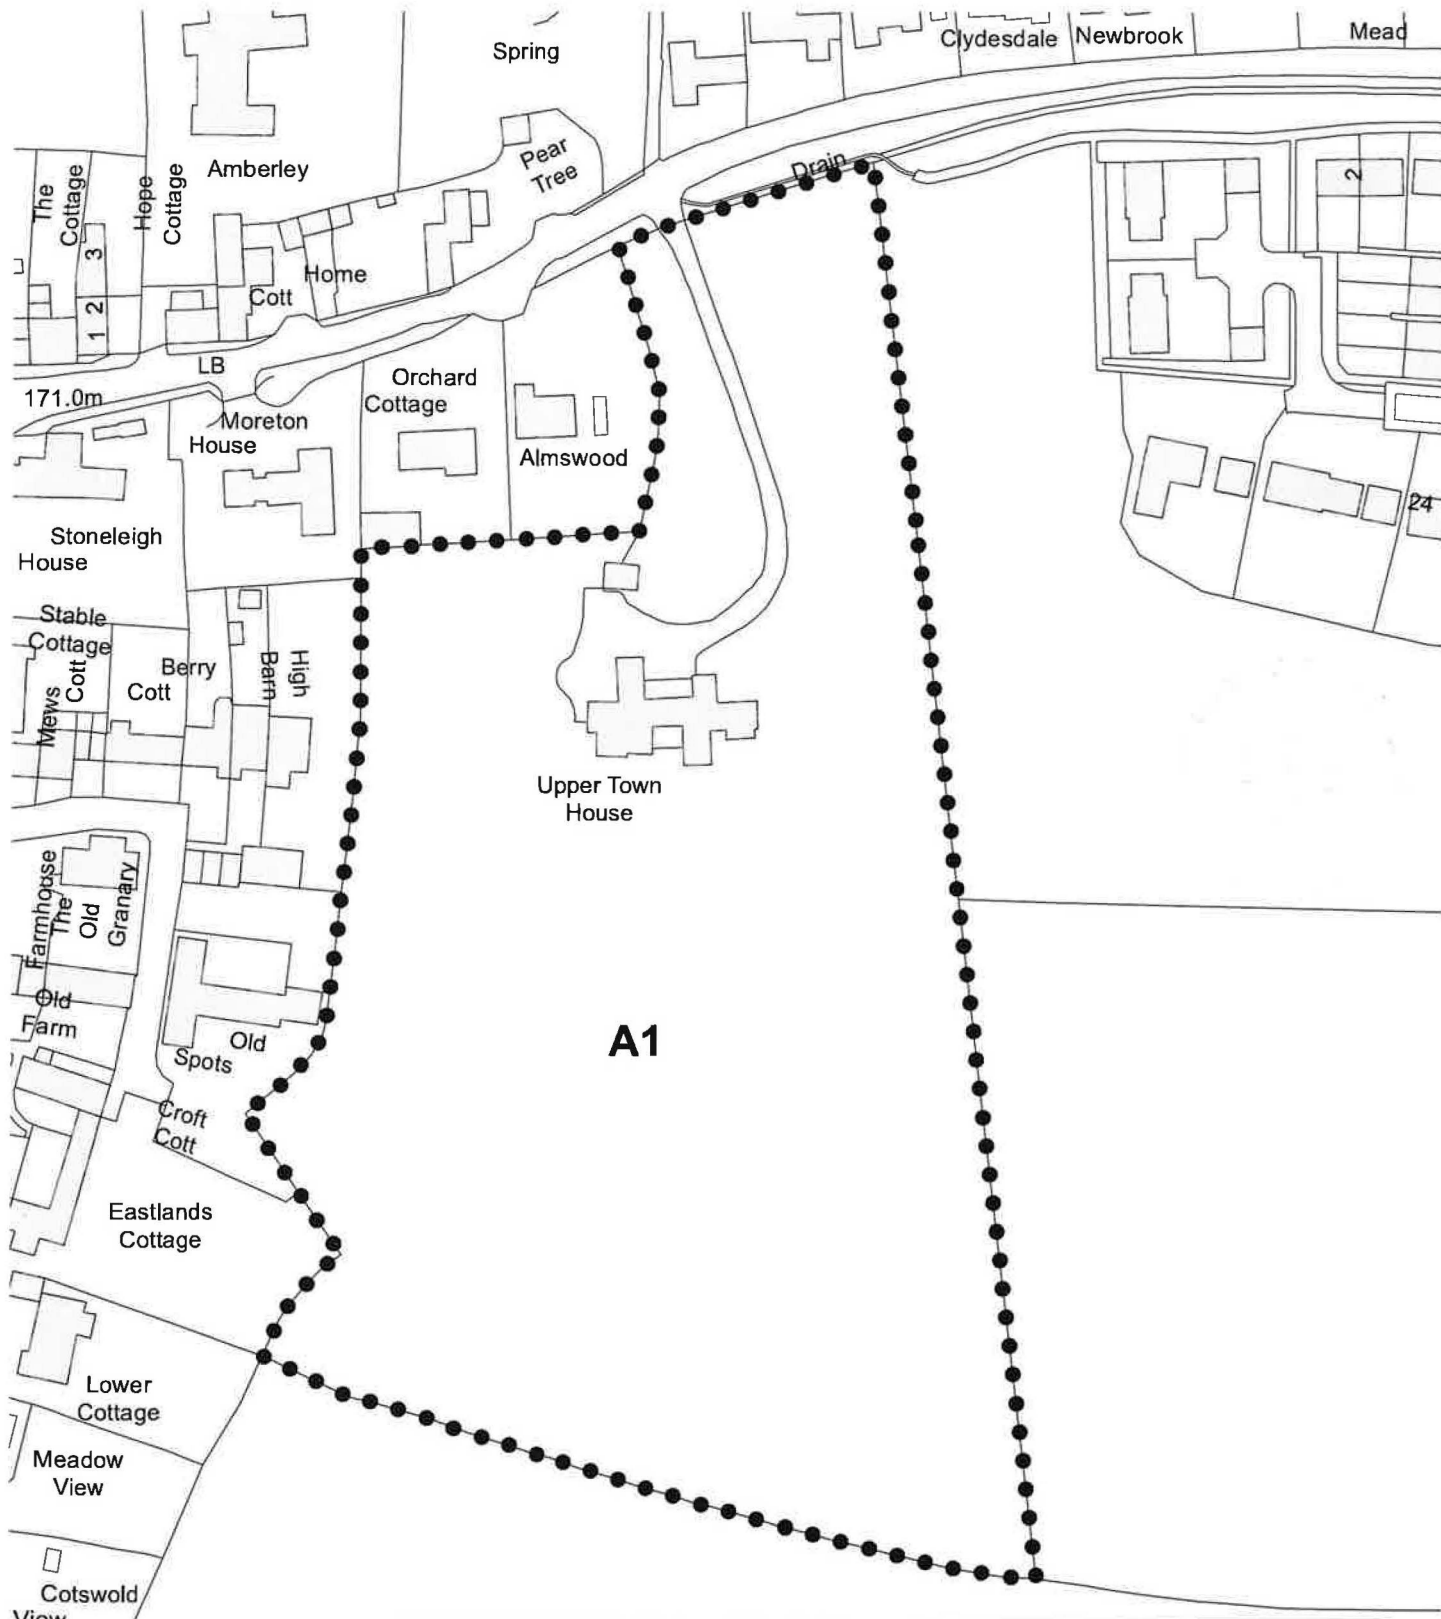 Spring
Clydesdale
Newbrook
Mead
Pear
Tree
Drain
Amberley
The
Cottage
Hope
Cottage
2
3
Home
Cott
1 2
LB
171.0m
Orchard
Cottage
Moreton
House
Almswood
24
Stoneleigh
House
Stable
Cottage
Mews
Cott
Berry
Cott
High
Barn
Upper Town
House
Farmhouse
The
Old
Granary
Old
Farm
A1
Old
Spots
Croft
Cott
Eastlands
Cottage
Lower
Cottage
Meadow
View
Cotswold
View